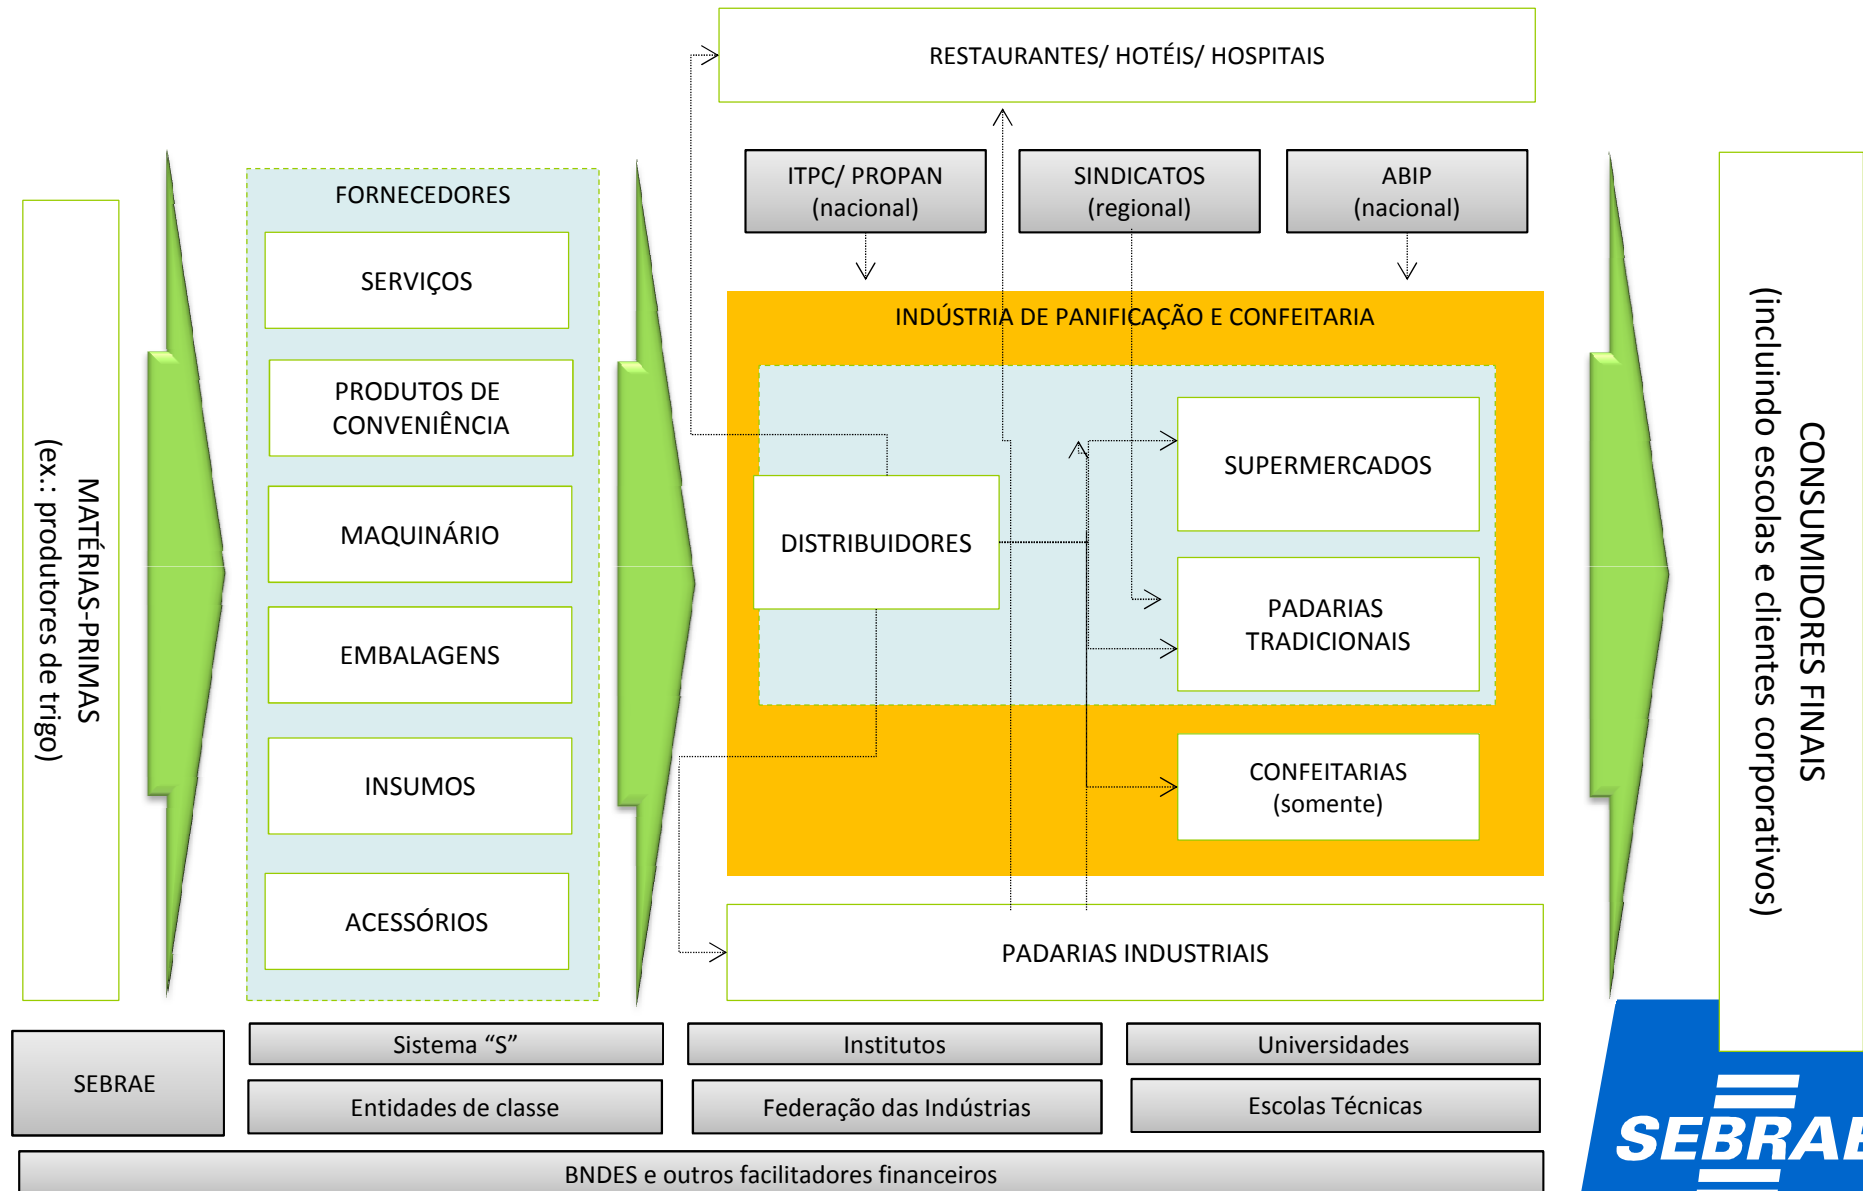 RESTAURANTES/ HOTÉIS/ HOSPITAIS
ITPC/ PROPAN
(nacional)
SINDICATOS
(regional)
ABIP
(nacional)
MATÉRIAS-PRIMAS
(ex.: produtores de trigo)
FORNECEDORES
SERVIÇOS
PRODUTOS DE
CONVENIÊNCIA
MAQUINÁRIO
EMBALAGENS
INSUMOS
ACESSÓRIOS
INDÚSTRIA DE PANIFICAÇÃO E CONFEITARIA
DISTRIBUIDORES
SUPERMERCADOS
PADARIAS
TRADICIONAIS
CONFEITARIAS
(somente)
PADARIAS INDUSTRIAIS
CONSUMIDORES FINAIS
(incluindo escolas e clientes corporativos)
SEBRAE
Sistema “S”
Institutos
Universidades
Entidades de classe
Federação das Indústrias
Escolas Técnicas
BNDES e outros facilitadores financeiros
SEBRAE